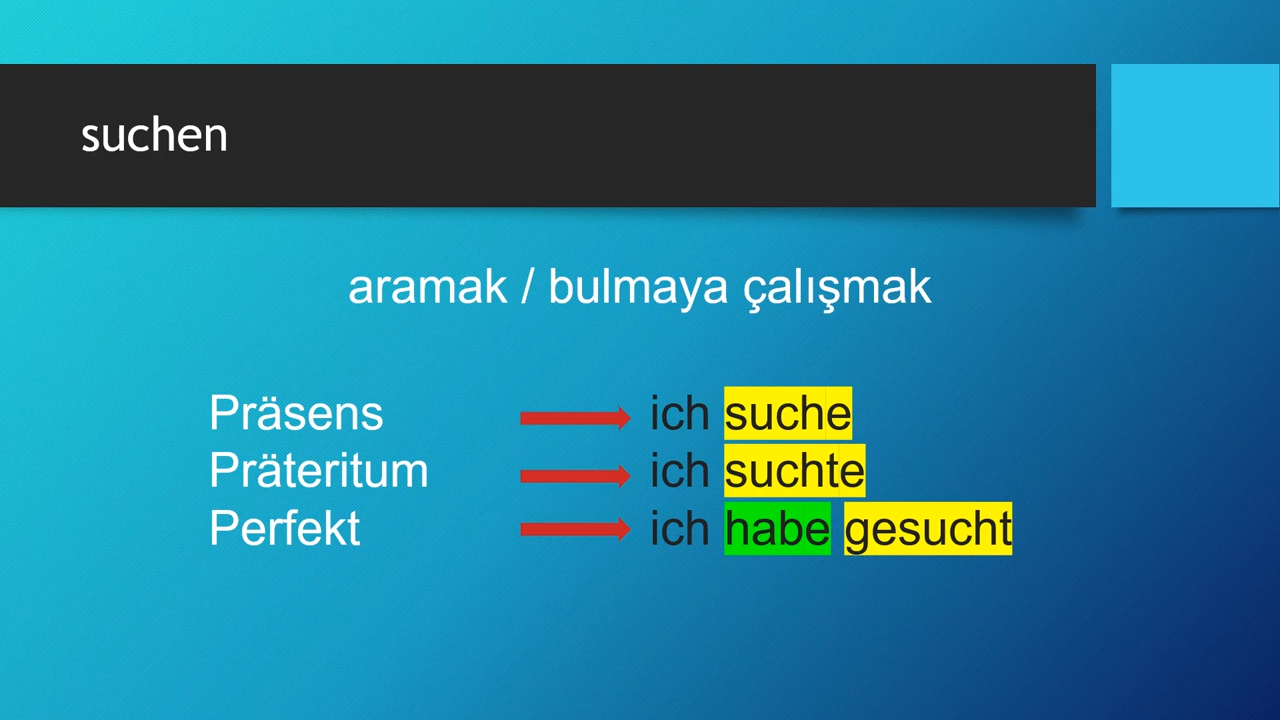 suchen
aramak / bulmaya çalışmak
Präsens ich suche
Präteritum ich suchte
Perfekt ich habe gesucht